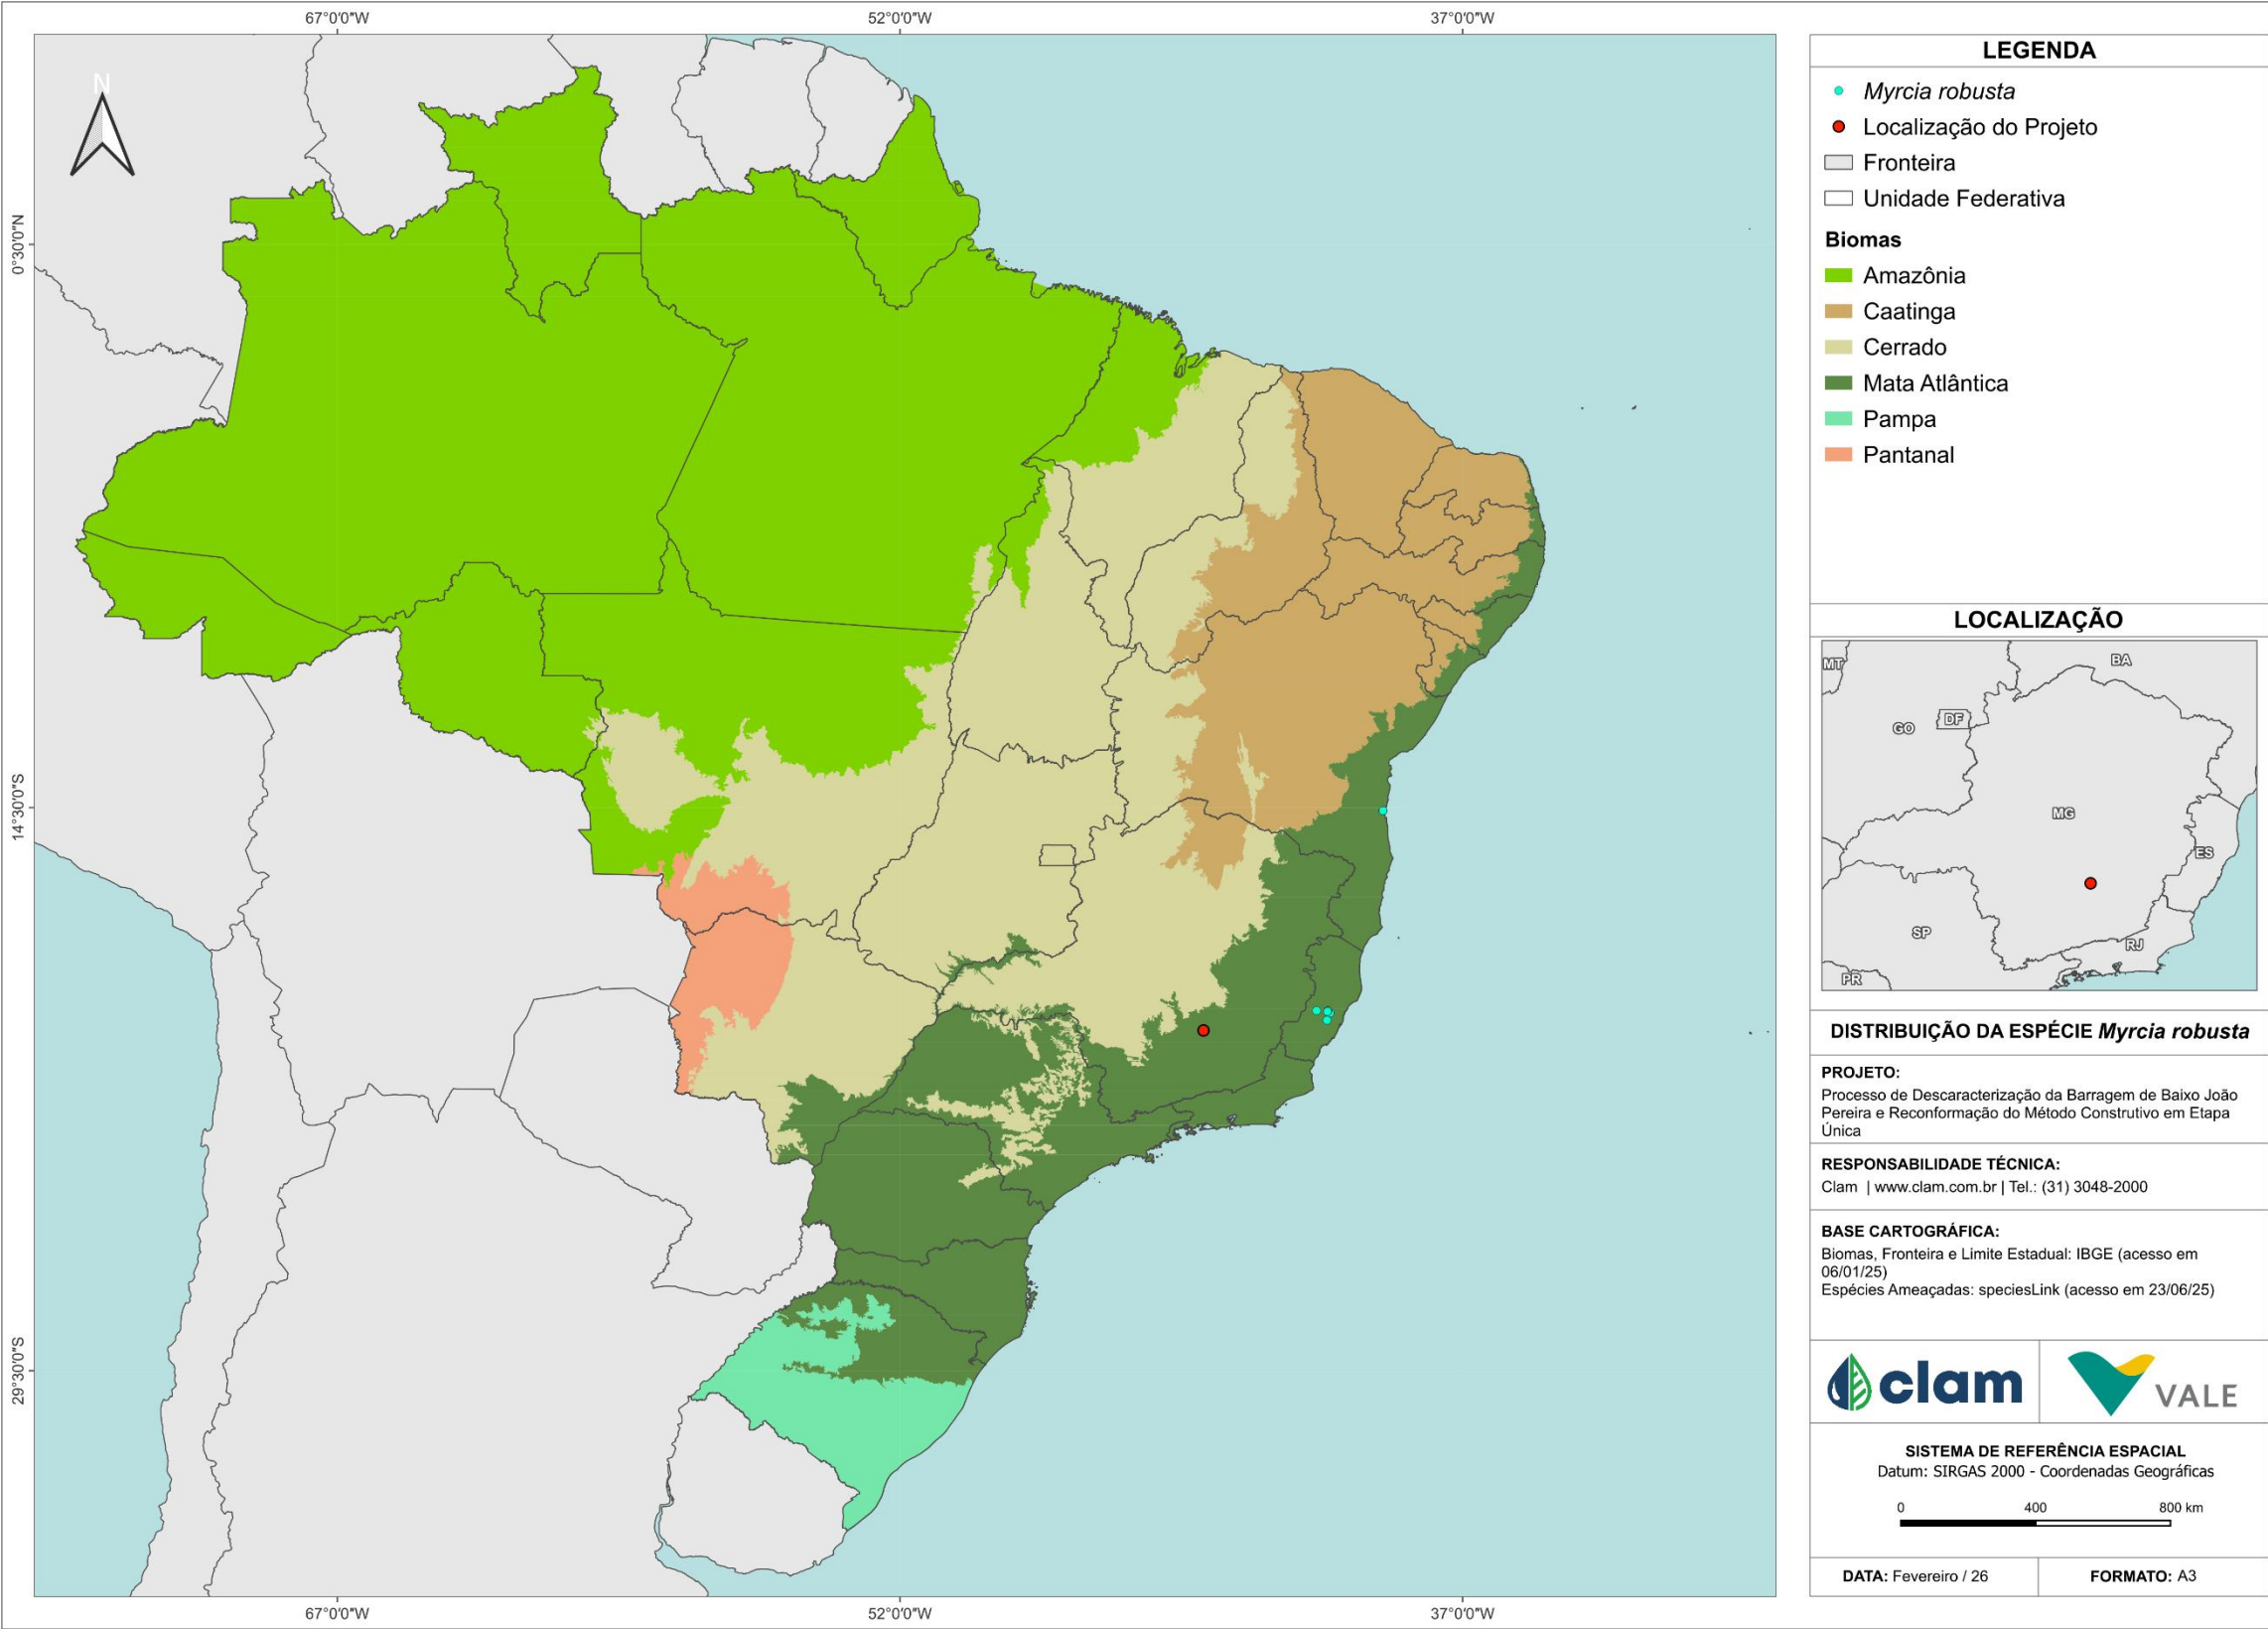 67°0'0"W
52°0'0"W
37°0'0"W
N
0°30'0"N
14°30'0"S
29°30'0"S
67°0'0"W
52°0'0"W
37°0'0"W
LEGENDA
Myrcia robusta
Localização do Projeto
Fronteira
Unidade Federativa
Biomas
Amazônia
Caatinga
Cerrado
Mata Atlântica
Pampa
Pantanal
LOCALIZAÇÃO
MT
BA
GO
DF
MG
ES
SP
RJ
PR
DISTRIBUIÇÃO DA ESPÉCIE Myrcia robusta
PROJETO:
Processo de Descaracterização da Barragem de Baixo João
Pereira e Reconformação do Método Construtivo em Etapa
Única
RESPONSABILIDADE TÉCNICA:
Clam | www.clam.com.br | Tel.: (31) 3048-2000
BASE CARTOGRÁFICA:
Biomas, Fronteira e Limite Estadual: IBGE (acesso em
06/01/25)
Espécies Ameaçadas: speciesLink (acesso em 23/06/25)
clam
VALE
SISTEMA DE REFERÊNCIA ESPACIAL
Datum: SIRGAS 2000 - Coordenadas Geográficas
0 400 800 km
DATA: Fevereiro / 26
FORMATO: A3